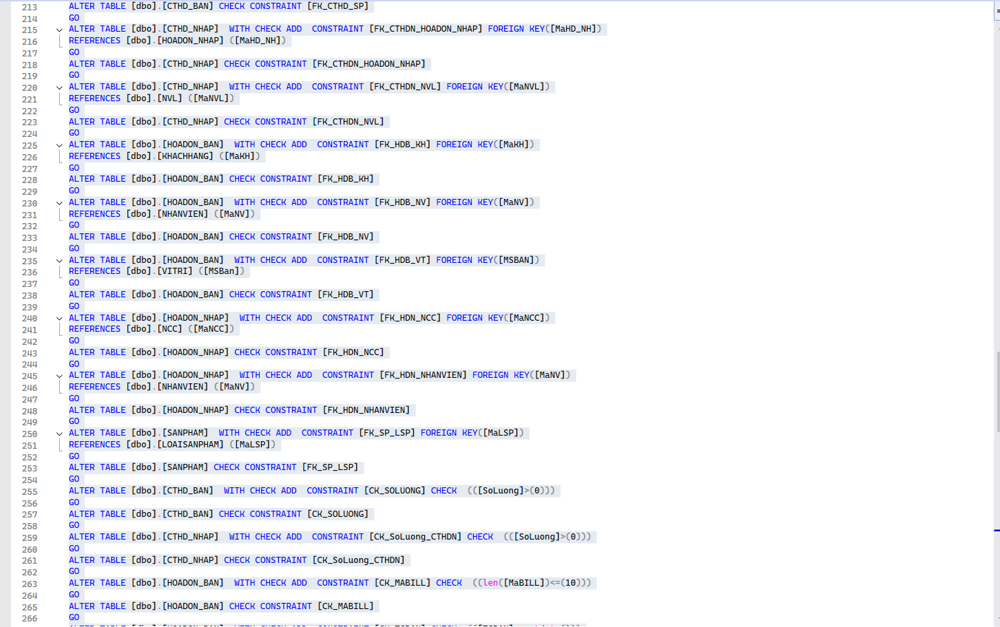 213 ALTER TABLE [dbo].[CTHD_BAN] CHECK CONSTRAINT [FK_CTHD_SP]
214 GO
215 ALTER TABLE [dbo].[CTHD_NHAP]  WITH CHECK ADD  CONSTRAINT [FK_CTHDN_HOADON_NHAP] FOREIGN KEY([MaHD_NH])
216 REFERENCES [dbo].[HOADON_NHAP] ([MaHD_NH])
217 GO
218 ALTER TABLE [dbo].[CTHD_NHAP] CHECK CONSTRAINT [FK_CTHDN_HOADON_NHAP]
219 GO
220 ALTER TABLE [dbo].[CTHD_NHAP]  WITH CHECK ADD  CONSTRAINT [FK_CTHDN_NVL] FOREIGN KEY([MaNVL])
221 REFERENCES [dbo].[NVL] ([MaNVL])
222 GO
223 ALTER TABLE [dbo].[CTHD_NHAP] CHECK CONSTRAINT [FK_CTHDN_NVL]
224 GO
225 ALTER TABLE [dbo].[HOADON_BAN]  WITH CHECK ADD  CONSTRAINT [FK_HDB_KH] FOREIGN KEY([MaKH])
226 REFERENCES [dbo].[KHACHHANG] ([MaKH])
227 GO
228 ALTER TABLE [dbo].[HOADON_BAN] CHECK CONSTRAINT [FK_HDB_KH]
229 GO
230 ALTER TABLE [dbo].[HOADON_BAN]  WITH CHECK ADD  CONSTRAINT [FK_HDB_NV] FOREIGN KEY([MaNV])
231 REFERENCES [dbo].[NHANVIEN] ([MaNV])
232 GO
233 ALTER TABLE [dbo].[HOADON_BAN] CHECK CONSTRAINT [FK_HDB_NV]
234 GO
235 ALTER TABLE [dbo].[HOADON_BAN]  WITH CHECK ADD  CONSTRAINT [FK_HDB_VT] FOREIGN KEY([MSBAN])
236 REFERENCES [dbo].[VITRI] ([MSBan])
237 GO
238 ALTER TABLE [dbo].[HOADON_BAN] CHECK CONSTRAINT [FK_HDB_VT]
239 GO
240 ALTER TABLE [dbo].[HOADON_NHAP]  WITH CHECK ADD  CONSTRAINT [FK_HDN_NCC] FOREIGN KEY([MaNCC])
241 REFERENCES [dbo].[NCC] ([MaNCC])
242 GO
243 ALTER TABLE [dbo].[HOADON_NHAP] CHECK CONSTRAINT [FK_HDN_NCC]
244 GO
245 ALTER TABLE [dbo].[HOADON_NHAP]  WITH CHECK ADD  CONSTRAINT [FK_HDN_NHANVIEN] FOREIGN KEY([MaNV])
246 REFERENCES [dbo].[NHANVIEN] ([MaNV])
247 GO
248 ALTER TABLE [dbo].[HOADON_NHAP] CHECK CONSTRAINT [FK_HDN_NHANVIEN]
249 GO
250 ALTER TABLE [dbo].[SANPHAM]  WITH CHECK ADD  CONSTRAINT [FK_SP_LSP] FOREIGN KEY([MaLSP])
251 REFERENCES [dbo].[LOAISANPHAM] ([MaLSP])
252 GO
253 ALTER TABLE [dbo].[SANPHAM] CHECK CONSTRAINT [FK_SP_LSP]
254 GO
255 ALTER TABLE [dbo].[CTHD_BAN]  WITH CHECK ADD  CONSTRAINT [CK_SOLUONG] CHECK  (([SoLuong]>(0)))
256 GO
257 ALTER TABLE [dbo].[CTHD_BAN] CHECK CONSTRAINT [CK_SOLUONG]
258 GO
259 ALTER TABLE [dbo].[CTHD_NHAP]  WITH CHECK ADD  CONSTRAINT [CK_SoLuong_CTHDN] CHECK  (([SoLuong]>(0)))
260 GO
261 ALTER TABLE [dbo].[CTHD_NHAP] CHECK CONSTRAINT [CK_SoLuong_CTHDN]
262 GO
263 ALTER TABLE [dbo].[HOADON_BAN]  WITH CHECK ADD  CONSTRAINT [CK_MABILL] CHECK  ((len([MaBILL])<=(10)))
264 GO
265 ALTER TABLE [dbo].[HOADON_BAN] CHECK CONSTRAINT [CK_MABILL]
266 GO